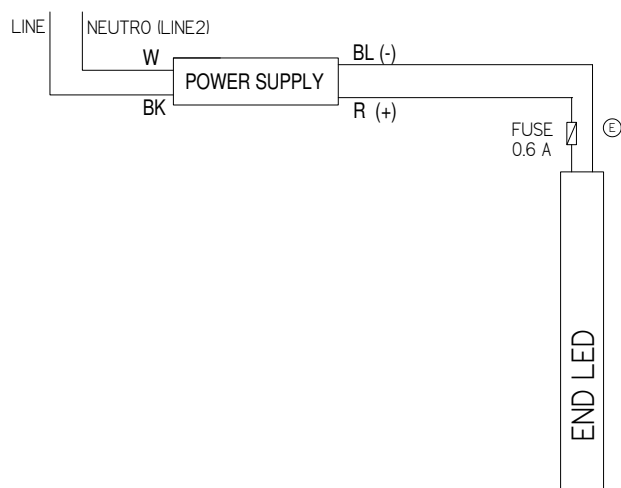 LINE
NEUTRO (LINE2)
W
BL (-)
POWER SUPPLY
BK
R (+)
FUSE
0.6 A
E
END LED